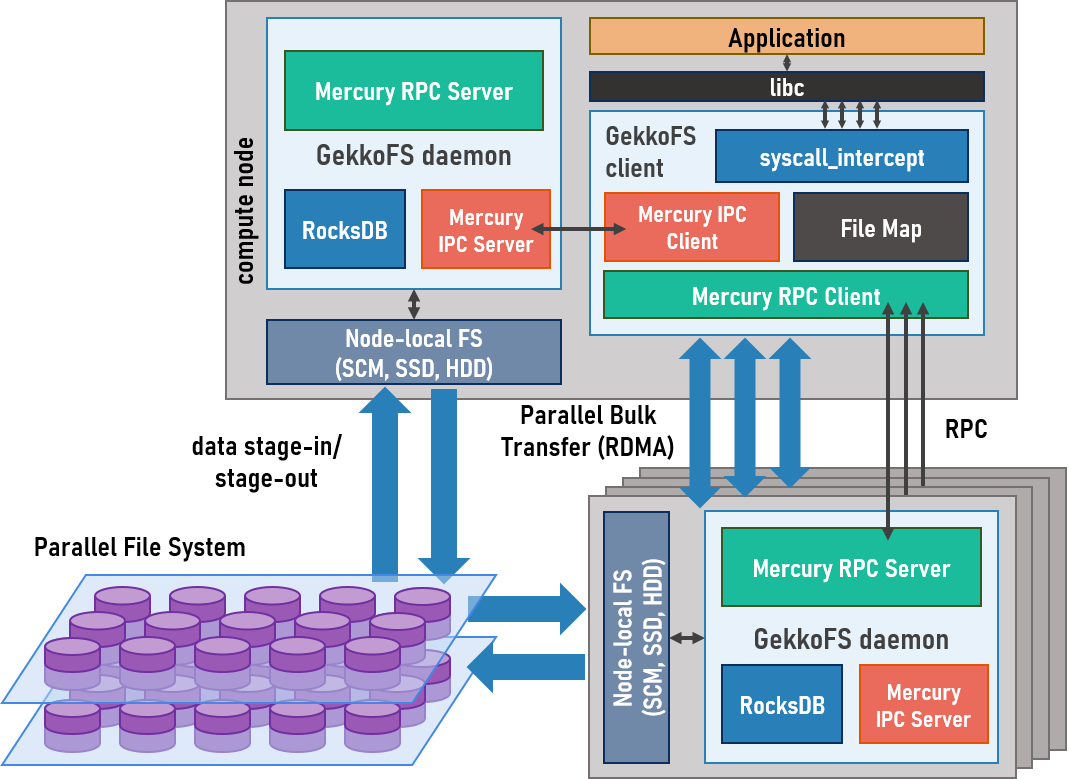 compute node
Mercury RPC Server
GekkoFS daemon
RocksDB
Mercury
IPC Server
Node-local FS
(SCM, SSD, HDD)
Application
libc
GekkoFS
client
syscall_intercept
Mercury IPC
Client
File Map
Mercury RPC Client
data stage-in/
stage-out
Parallel Bulk
Transfer (RDMA)
RPC
Parallel File System
Node-local FS
(SCM, SSD, HDD)
Mercury RPC Server
GekkoFS daemon
RocksDB
Mercury
IPC Server